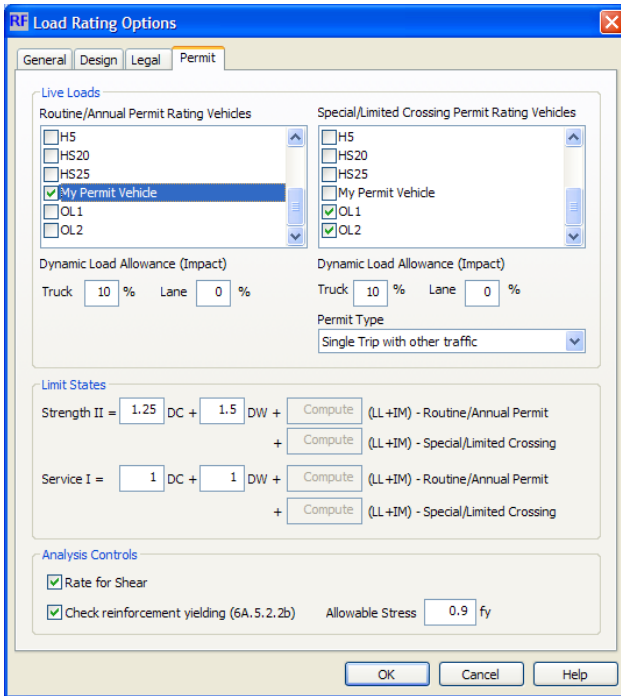 RF Load Rating Options
General Design Legal Permit
Live Loads
Routine/Annual Permit Rating Vehicles
H5
HS20
HS25
My Permit Vehicle
OL1
OL2
Dynamic Load Allowance (Impact)
Truck 10 % Lane 0 %
Special/Limited Crossing Permit Rating Vehicles
H5
HS20
HS25
My Permit Vehicle
OL1
OL2
Dynamic Load Allowance (Impact)
Truck 10 % Lane 0 %
Permit Type
Single Trip with other traffic
Limit States
Strength II = 1.25 DC + 1.5 DW + Compute (LL+IM) - Routine/Annual Permit
+ Compute (LL+IM) - Special/Limited Crossing
Service I = 1 DC + 1 DW + Compute (LL+IM) - Routine/Annual Permit
+ Compute (LL+IM) - Special/Limited Crossing
Analysis Controls
Rate for Shear
Check reinforcement yielding (6A.5.2.2b) Allowable Stress 0.9 fy
OK Cancel Help